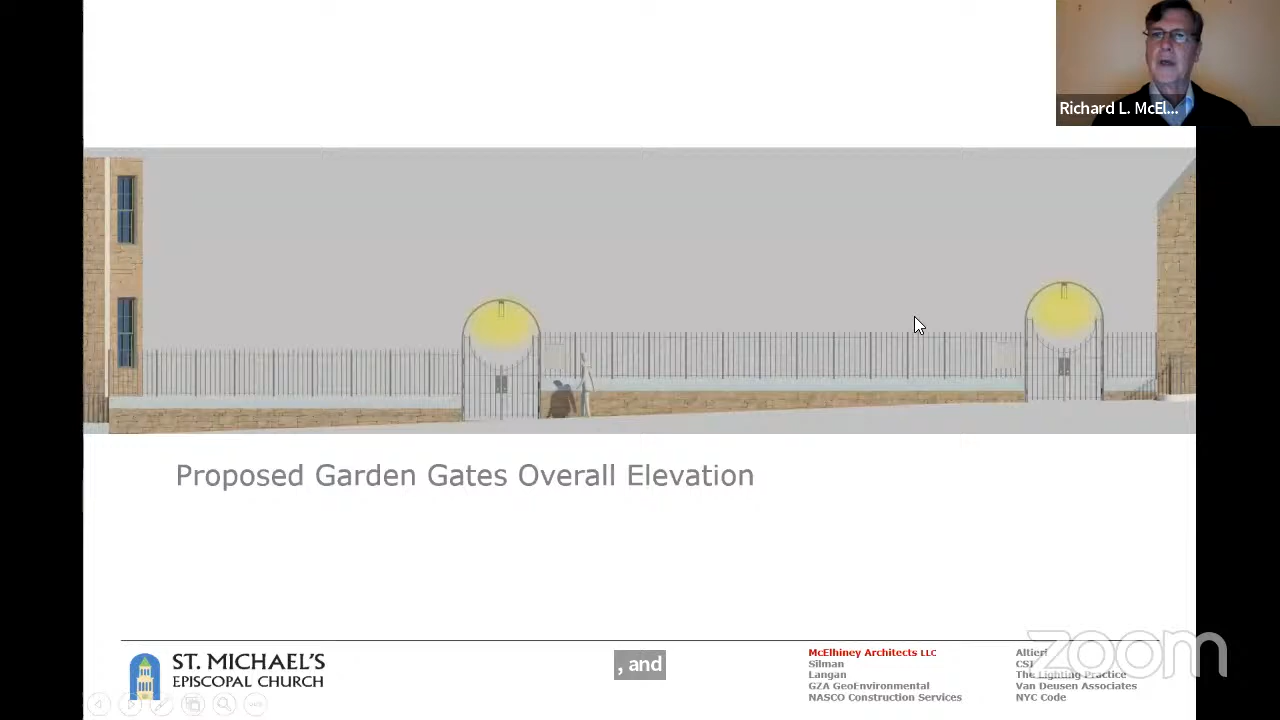 Richard L. McEl...
Proposed Garden Gates Overall Elevation
ST. MICHAEL'S
EPISCOPAL CHURCH
, and
McElhiney Architects LLC
Silman
Langan
GZA GeoEnvironmental
NASCO Construction Services
Altieri
CSI
The Lighting Practice
Van Deusen Associates
NYC Code
zoom